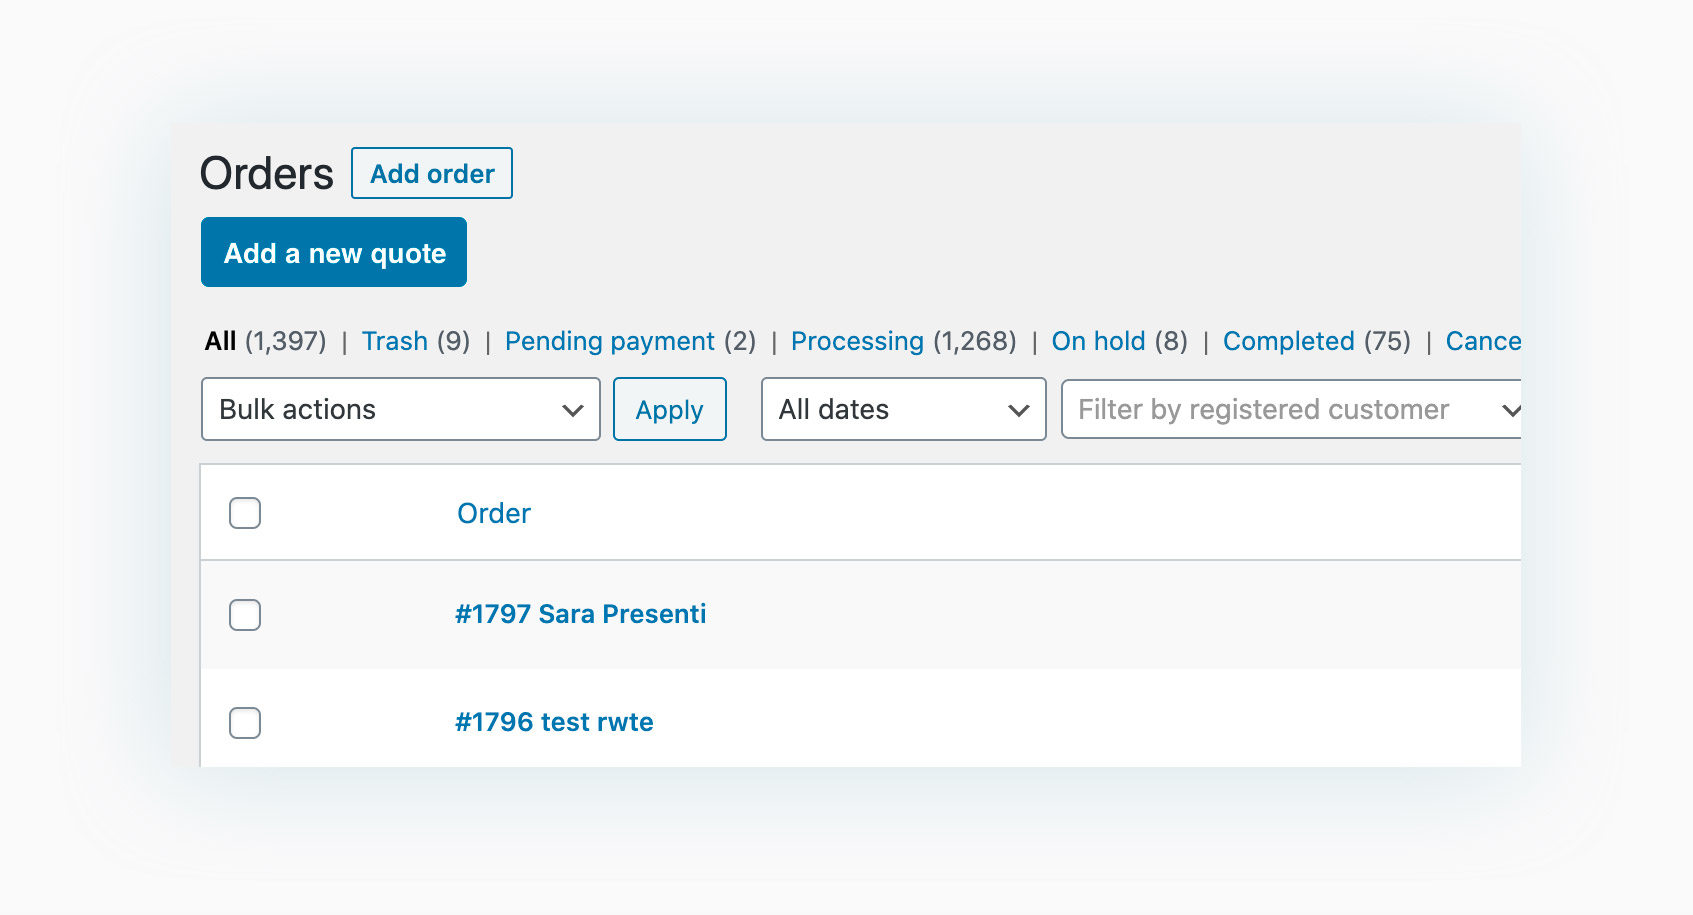 Orders Add order
Add a new quote
All (1,397) | Trash (9) | Pending payment (2) | Processing (1,268) | On hold (8) | Completed (75) |
Bulk actions Apply All dates Filter by registered customer
Order
#1797 Sara Presenti
#1796 test rwte